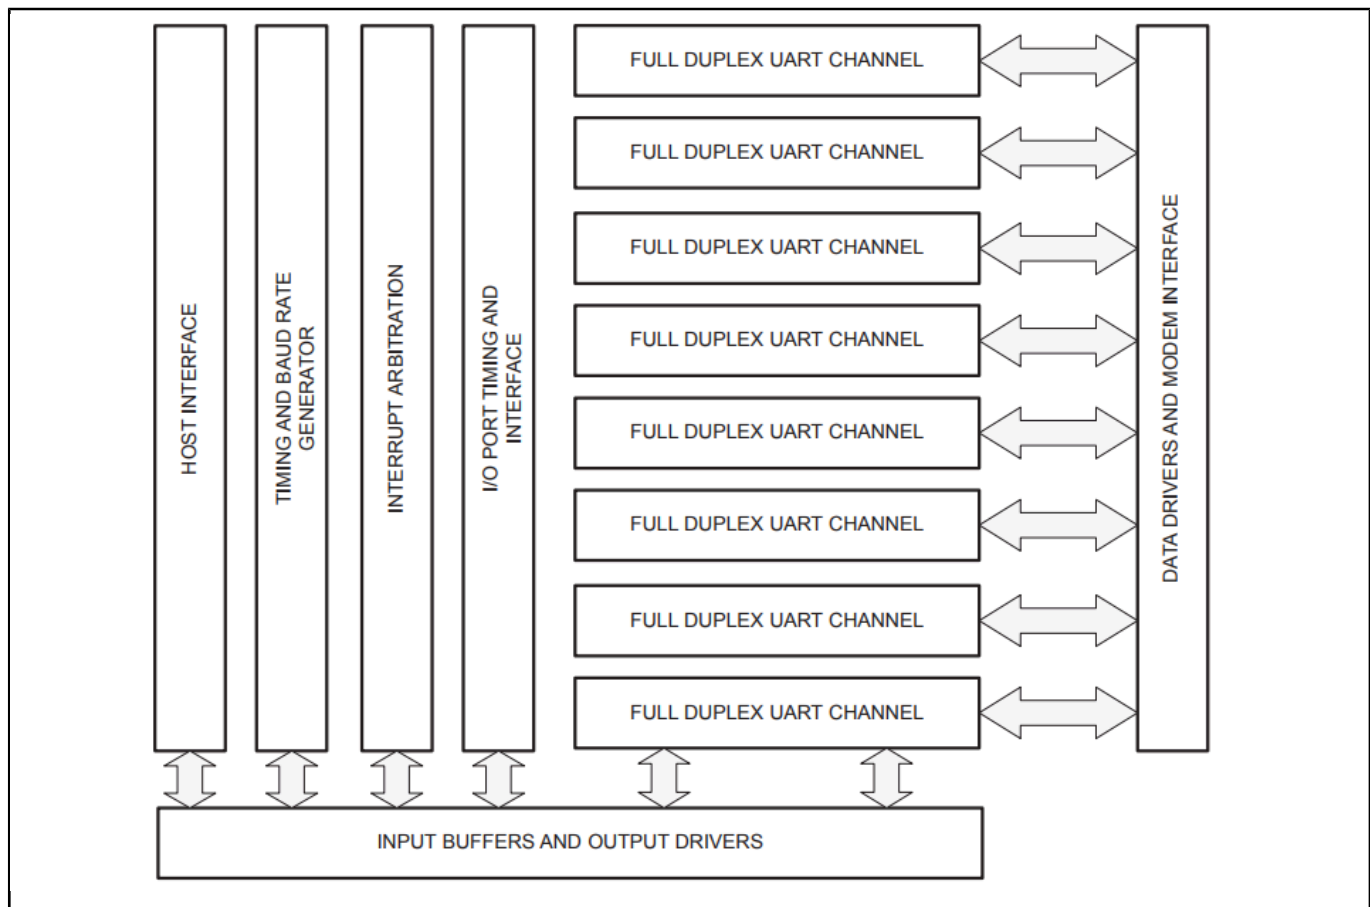 HOST INTERFACE
TIMING AND BAUD RATE
GENERATOR
INTERRUPT ARBITRATION
I/O PORT TIMING AND
INTERFACE
FULL DUPLEX UART CHANNEL
FULL DUPLEX UART CHANNEL
FULL DUPLEX UART CHANNEL
FULL DUPLEX UART CHANNEL
FULL DUPLEX UART CHANNEL
FULL DUPLEX UART CHANNEL
FULL DUPLEX UART CHANNEL
FULL DUPLEX UART CHANNEL
DATA DRIVERS AND MODEM INTERFACE
INPUT BUFFERS AND OUTPUT DRIVERS